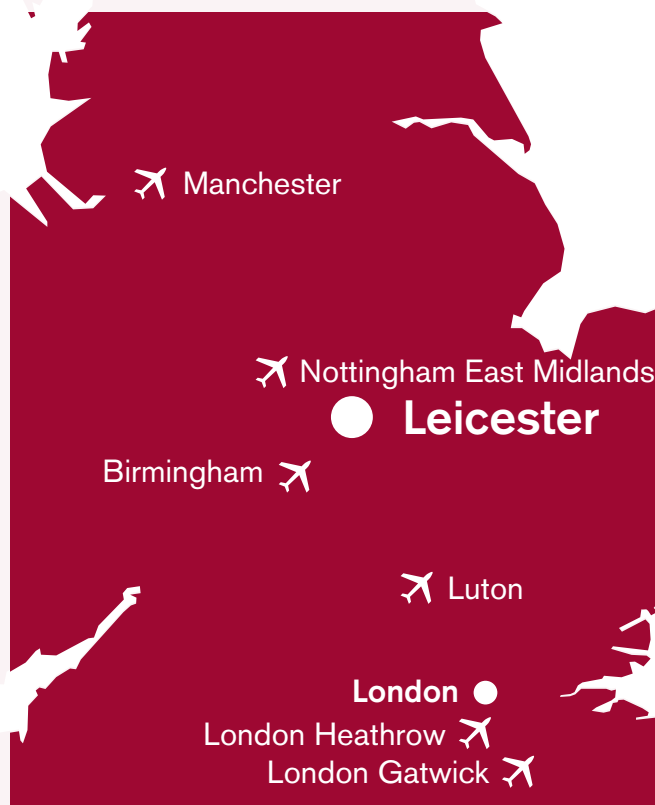 Manchester
Nottingham East Midlands
Leicester
Birmingham
Luton
London
London Heathrow
London Gatwick